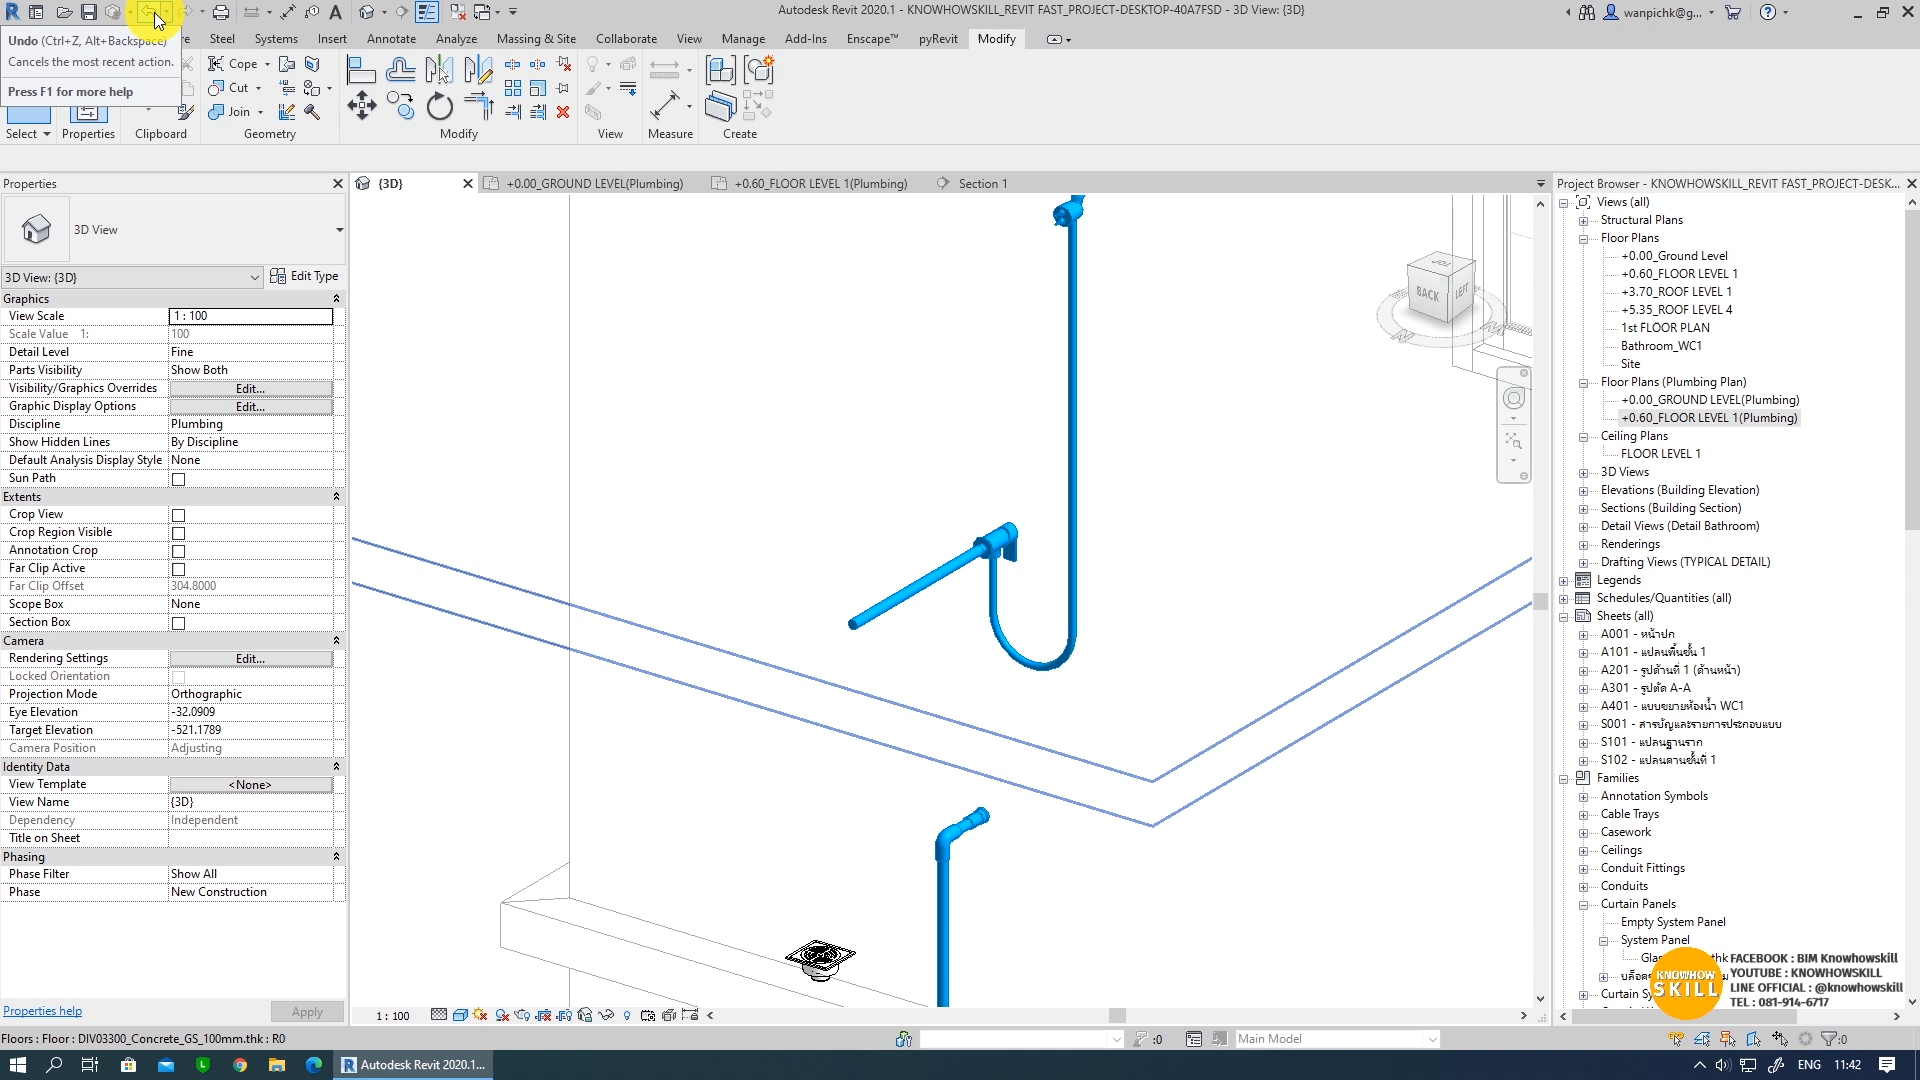 Autodesk Revit 2020.1 - KNOWHOWSKILL_REVIT FAST_PROJECT-DESKTOP-40A7FSD - 3D View: {3D}
wanpichk@g...
Undo (Ctrl+Z, Alt+Backspace)
Cancels the most recent action.
Press F1 for more help
Steel
Systems
Insert
Annotate
Analyze
Massing & Site
Collaborate
View
Manage
Add-Ins
Enscape™
pyRevit
Modify
Cope
Cut
Join
Select
Properties
Clipboard
Geometry
Modify
View
Measure
Create
Properties
{3D}
+0.00_GROUND LEVEL(Plumbing)
+0.60_FLOOR LEVEL 1(Plumbing)
Section 1
Project Browser - KNOWHOWSKILL_REVIT FAST_PROJECT-DESK...
3D View
3D View: {3D}
Edit Type
Graphics
View Scale
1 : 100
Scale Value 1:
100
Detail Level
Fine
Parts Visibility
Show Both
Visibility/Graphics Overrides
Edit...
Graphic Display Options
Edit...
Discipline
Plumbing
Show Hidden Lines
By Discipline
Default Analysis Display Style
None
Sun Path
Extents
Crop View
Crop Region Visible
Annotation Crop
Far Clip Active
Far Clip Offset
304.8000
Scope Box
None
Section Box
Camera
Rendering Settings
Edit...
Locked Orientation
Projection Mode
Orthographic
Eye Elevation
-32.0909
Target Elevation
-521.1789
Camera Position
Adjusting
Identity Data
View Template
<None>
View Name
{3D}
Dependency
Independent
Title on Sheet
Phasing
Phase Filter
Show All
Phase
New Construction
Properties help
Apply
TOP
BACK
LEFT
Views (all)
Structural Plans
Floor Plans
+0.00_Ground Level
+0.60_FLOOR LEVEL 1
+3.70_ROOF LEVEL 1
+5.35_ROOF LEVEL 4
1st FLOOR PLAN
Bathroom_WC1
Site
Floor Plans (Plumbing Plan)
+0.00_GROUND LEVEL(Plumbing)
+0.60_FLOOR LEVEL 1(Plumbing)
Ceiling Plans
FLOOR LEVEL 1
3D Views
Elevations (Building Elevation)
Sections (Building Section)
Detail Views (Detail Bathroom)
Renderings
Drafting Views (TYPICAL DETAIL)
Legends
Schedules/Quantities (all)
Sheets (all)
A001 - หน้าปก
A101 - แปลนพื้นชั้น 1
A201 - รูปด้านที่ 1 (ด้านหน้า)
A301 - รูปตัด A-A
A401 - แบบขยายห้องน้ำ WC1
S001 - สารบัญและรายการประกอบแบบ
S101 - แปลนฐานราก
S102 - แปลนคานชั้นที่ 1
Families
Annotation Symbols
Cable Trays
Casework
Ceilings
Conduit Fittings
Conduits
Curtain Panels
Empty System Panel
System Panel
KNOWHOW
SKILL
FACEBOOK : BIM Knowhowskill
YOUTUBE : KNOWHOWSKILL
LINE OFFICIAL : @knowhowskill
TEL : 081-914-6717
1 : 100
Floors : Floor : DIV03300_Concrete_GS_100mm.thk : R0
:0
Main Model
:0
Autodesk Revit 2020.1...
ENG
11:42